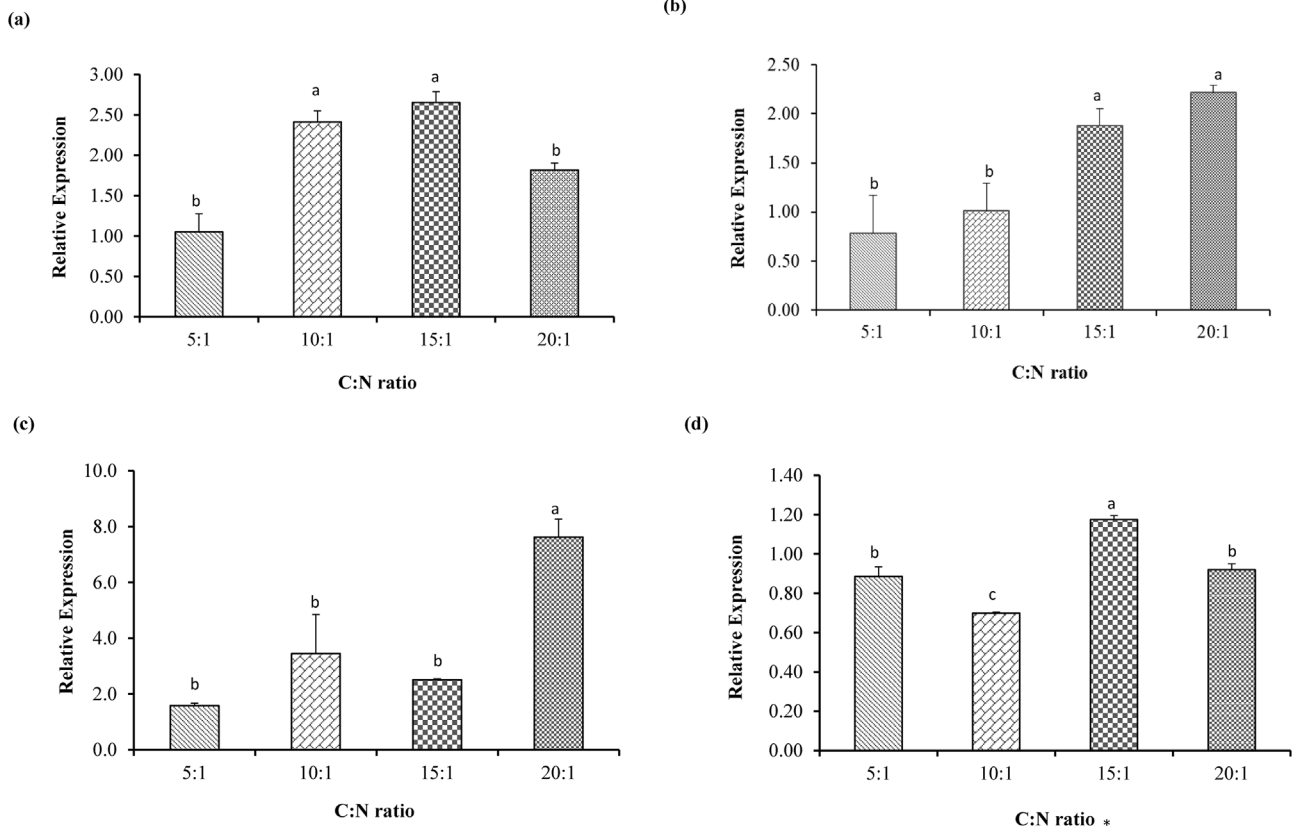 (a)
Relative Expression
3.00
2.50
2.00
1.50
1.00
0.50
0.00
b
a
a
b
5:1
10:1
15:1
20:1
C:N ratio
(b)
Relative Expression
2.50
2.00
1.50
1.00
0.50
0.00
b
b
a
a
5:1
10:1
15:1
20:1
C:N ratio
(c)
Relative Expression
10.0
8.0
6.0
4.0
2.0
0.0
b
b
b
a
5:1
10:1
15:1
20:1
C:N ratio
(d)
Relative Expression
1.40
1.20
1.00
0.80
0.60
0.40
0.20
0.00
b
c
a
b
5:1
10:1
15:1
20:1
C:N ratio *